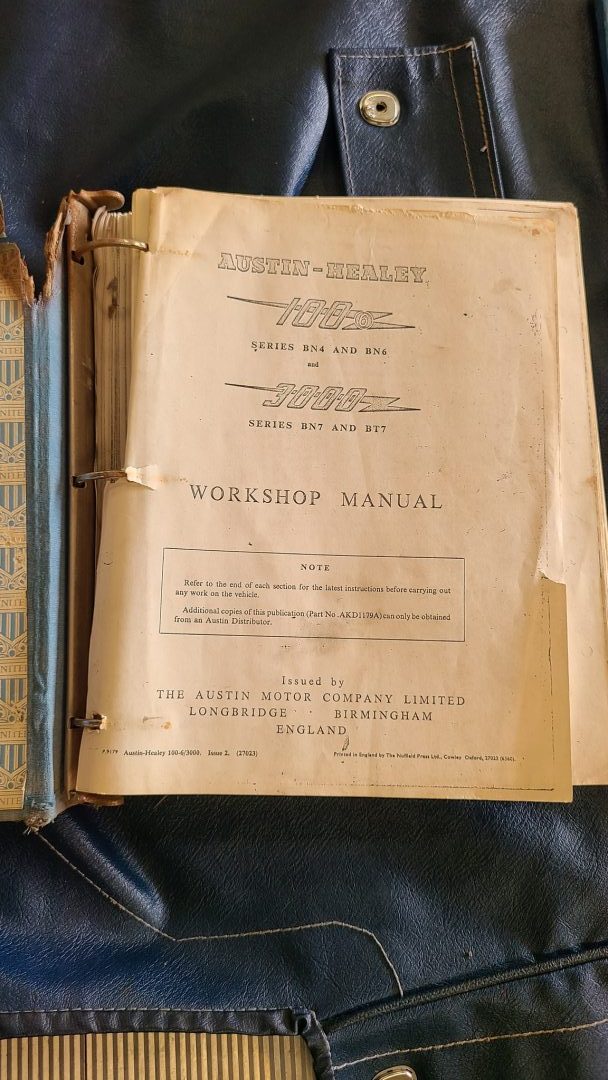 AUSTIN-HEALEY
100-6
SERIES BN4 AND BN6
and
3000
SERIES BN7 AND BT7
WORKSHOP MANUAL
NOTE
Refer to the end of each section for the latest instructions before carrying out
any work on the vehicle.
Additional copies of this publication (Part No. AKD1179A) can only be obtained
from an Austin Distributor.
Issued by
THE AUSTIN MOTOR COMPANY LIMITED
LONGBRIDGE BIRMINGHAM
ENGLAND
Austin-Healey 100-6/3000. Issue 2. (27023)
Printed in England by The Nuffield Press Ltd., Cowley Oxford, 27023 (6360).